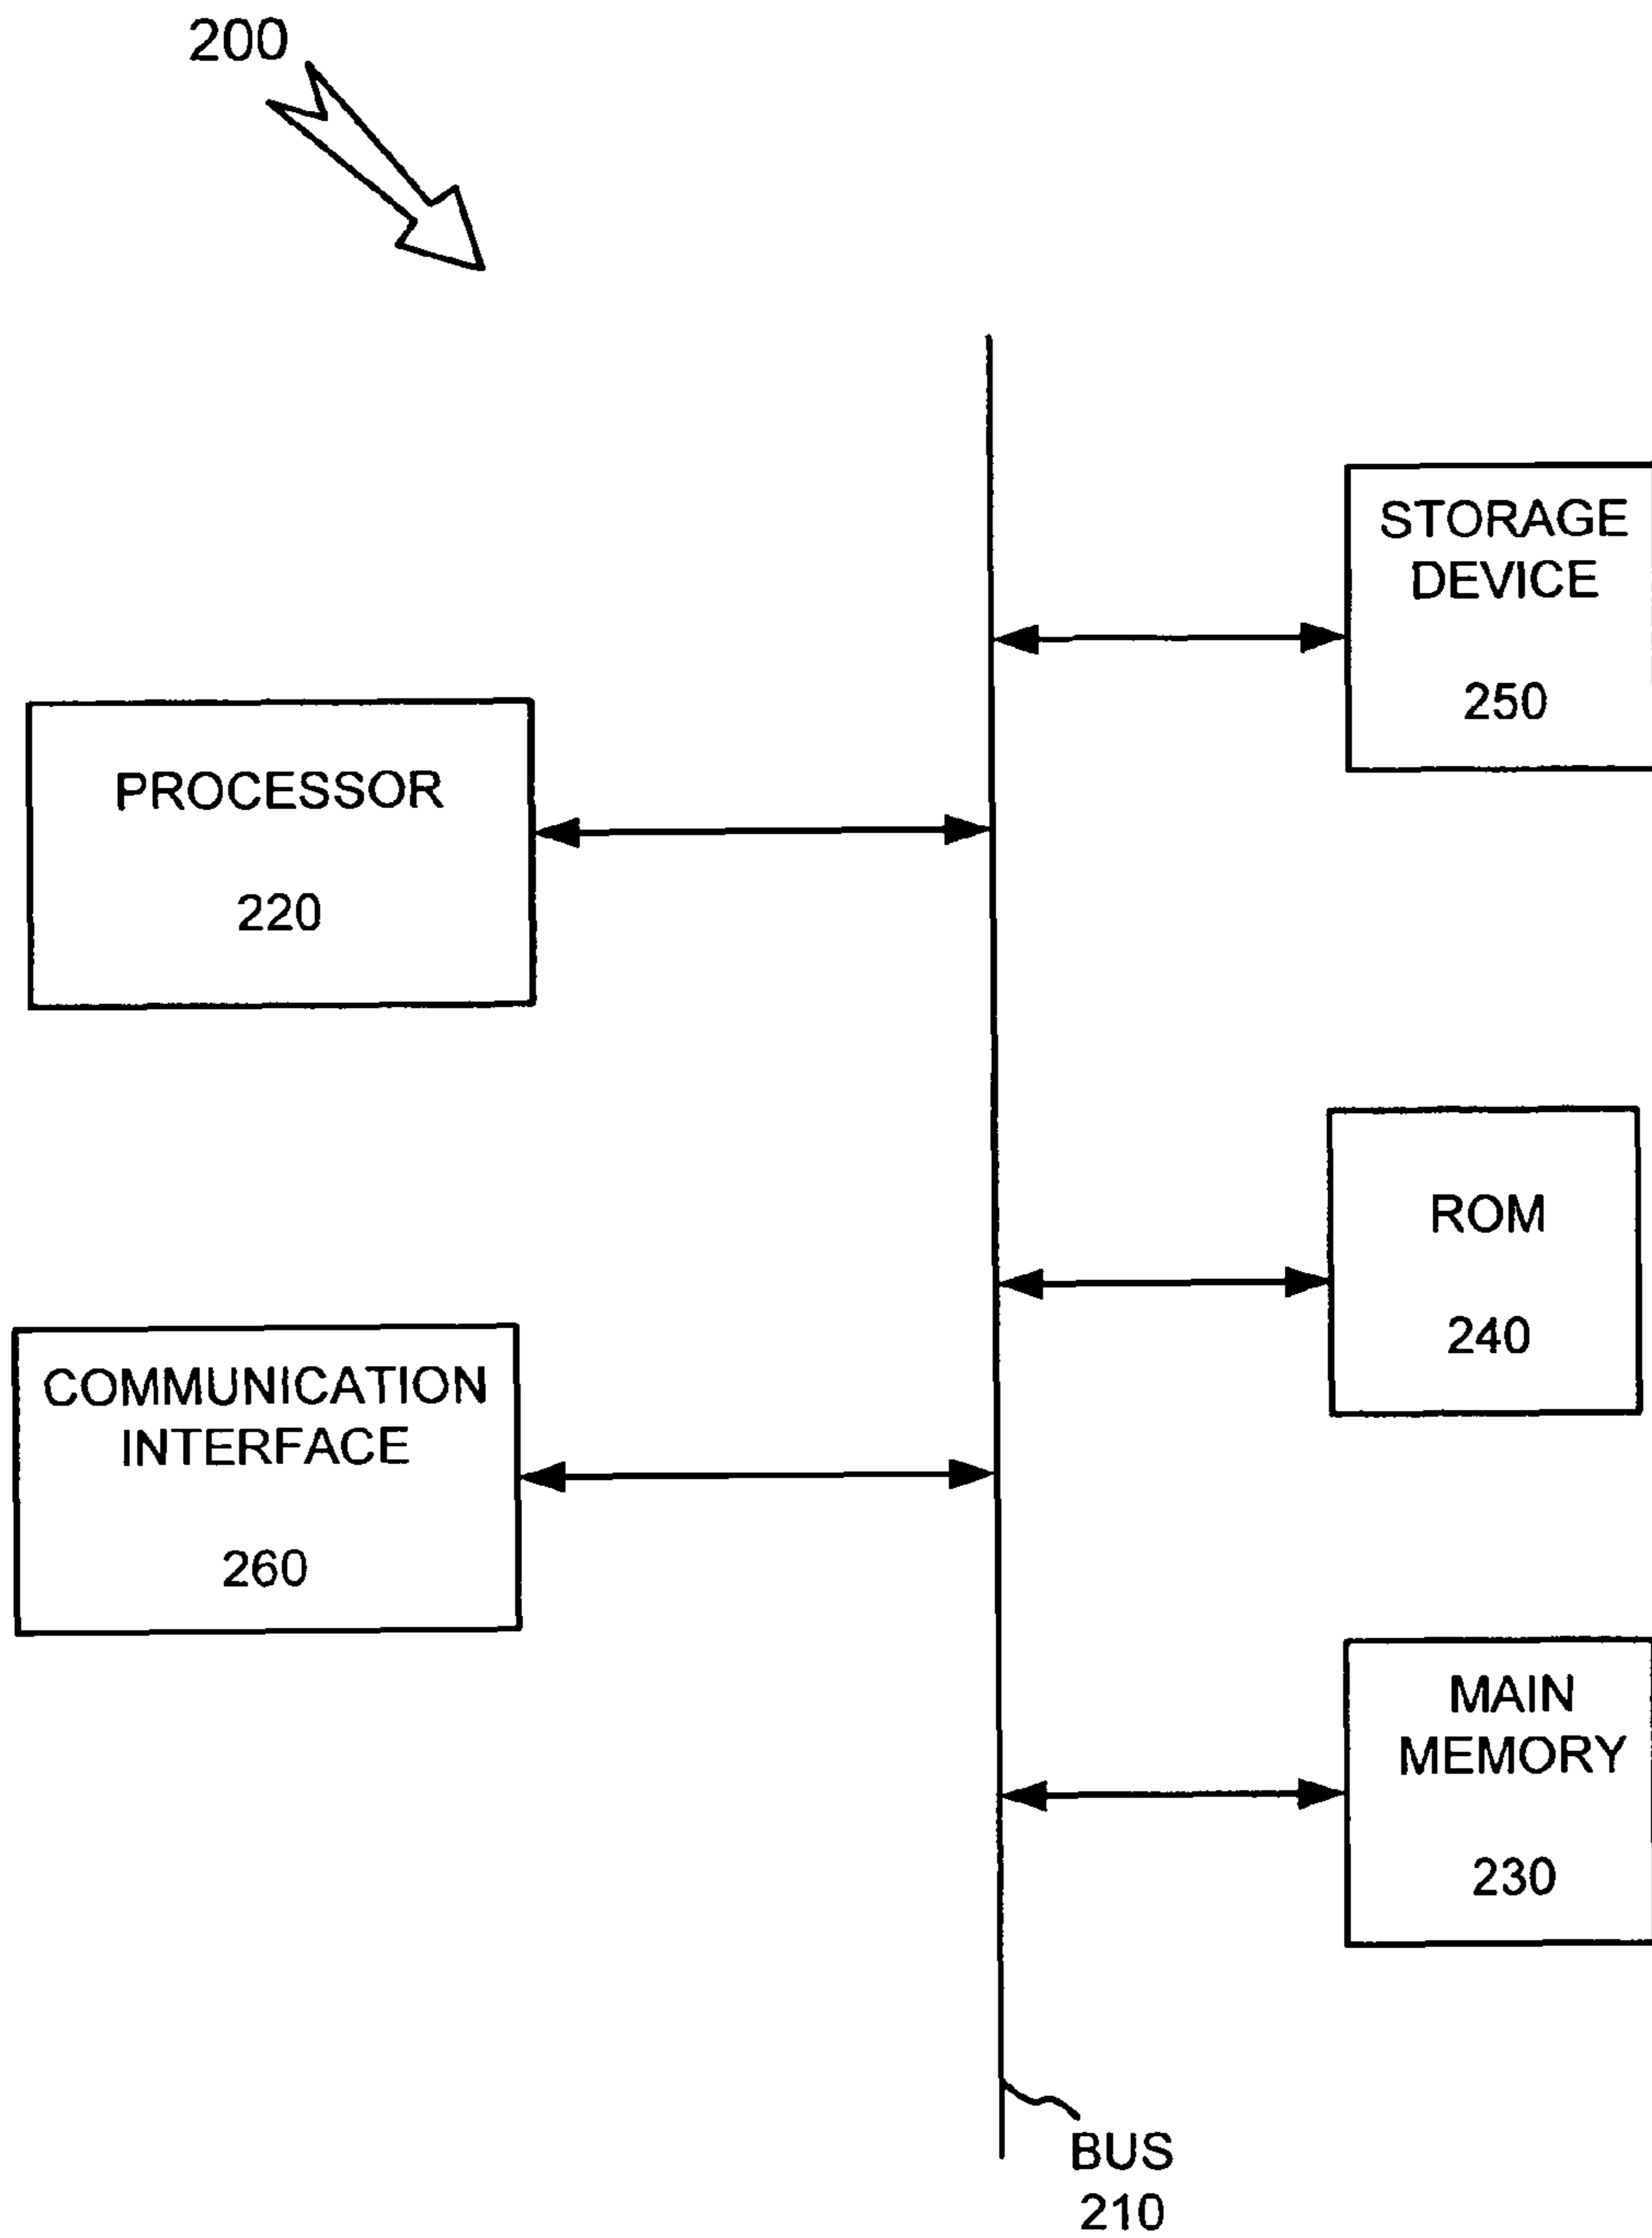 200
STORAGE
DEVICE
250
PROCESSOR
220
ROM
240
COMMUNICATION
INTERFACE
260
MAIN
MEMORY
230
BUS
210